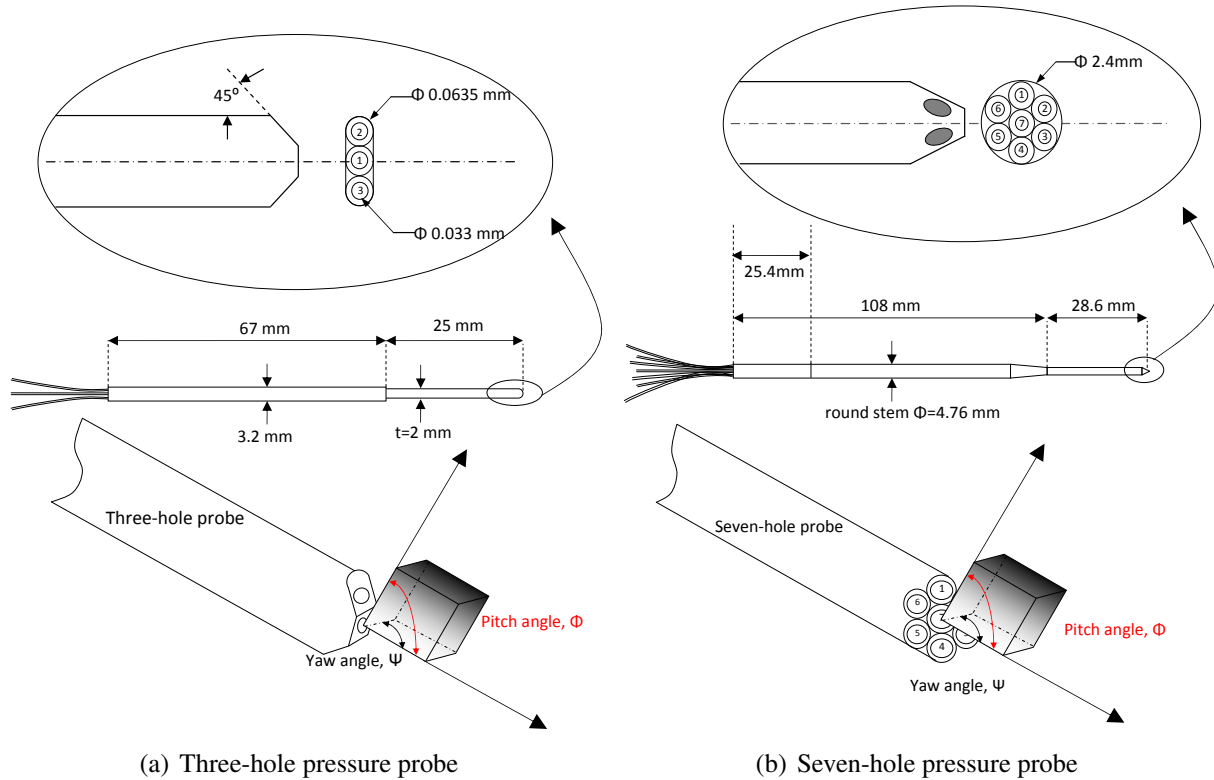 45⁰
Φ 0.0635 mm
2
1
3
Φ 0.033 mm
67 mm
25 mm
3.2 mm
t=2 mm
Three-hole probe
Pitch angle, Φ
Yaw angle, Ψ
(a) Three-hole pressure probe
Φ 2.4mm
1
6
2
7
5
3
4
25.4mm
108 mm
28.6 mm
round stem Φ=4.76 mm
Seven-hole probe
1
6
5
4
Pitch angle, Φ
Yaw angle, Ψ
(b) Seven-hole pressure probe